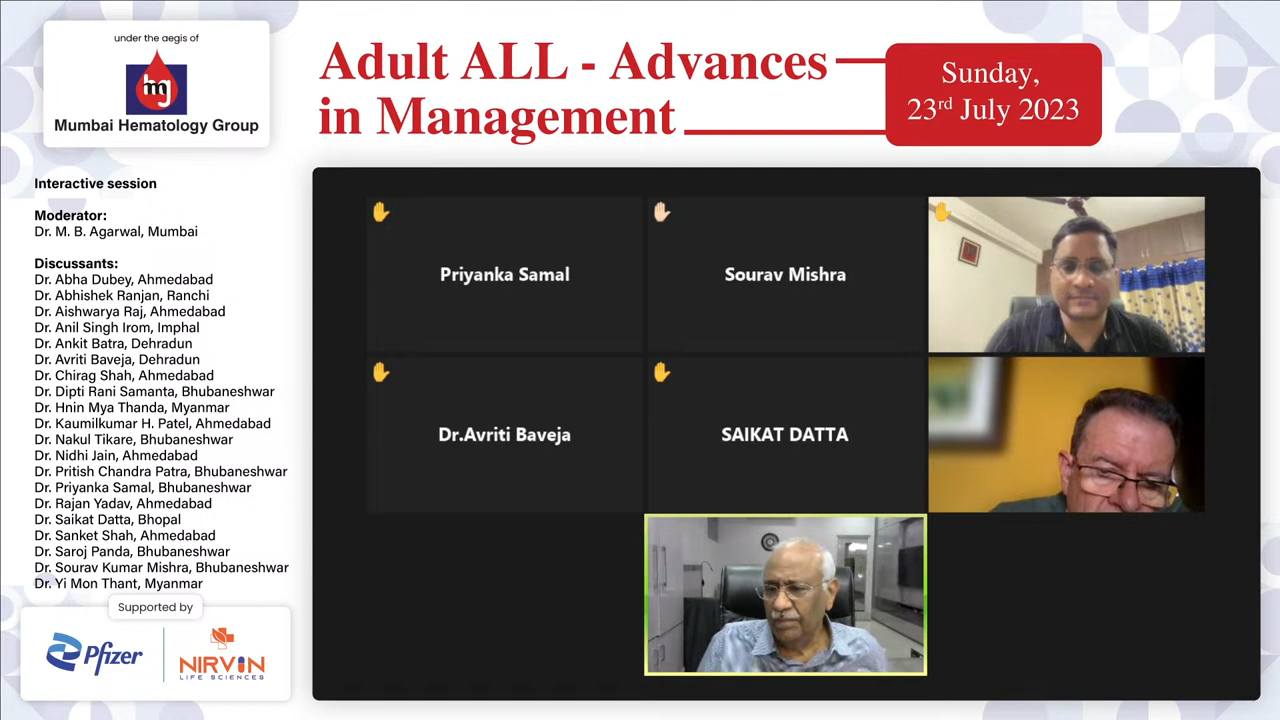 under the aegis of
mg
Mumbai Hematology Group
Adult ALL - Advances
in Management
Sunday,
23rd July 2023
Interactive session
Moderator:
Dr. M. B. Agarwal, Mumbai
Discussants:
Dr. Abha Dubey, Ahmedabad
Dr. Abhishek Ranjan, Ranchi
Dr. Aishwarya Raj, Ahmedabad
Dr. Anil Singh Irom, Imphal
Dr. Ankit Batra, Dehradun
Dr. Avriti Baveja, Dehradun
Dr. Chirag Shah, Ahmedabad
Dr. Dipti Rani Samanta, Bhubaneshwar
Dr. Hnin Mya Thanda, Myanmar
Dr. Kaumilkumar H. Patel, Ahmedabad
Dr. Nakul Tikare, Bhubaneshwar
Dr. Nidhi Jain, Ahmedabad
Dr. Pritish Chandra Patra, Bhubaneshwar
Dr. Priyanka Samal, Bhubaneshwar
Dr. Rajan Yadav, Ahmedabad
Dr. Saikat Datta, Bhopal
Dr. Sanket Shah, Ahmedabad
Dr. Saroj Panda, Bhubaneshwar
Dr. Sourav Kumar Mishra, Bhubaneshwar
Dr. Yi Mon Thant, Myanmar
Supported by
Pfizer
NIRVIN
LIFE SCIENCES
Priyanka Samal
Sourav Mishra
Dr.Avriti Baveja
SAIKAT DATTA